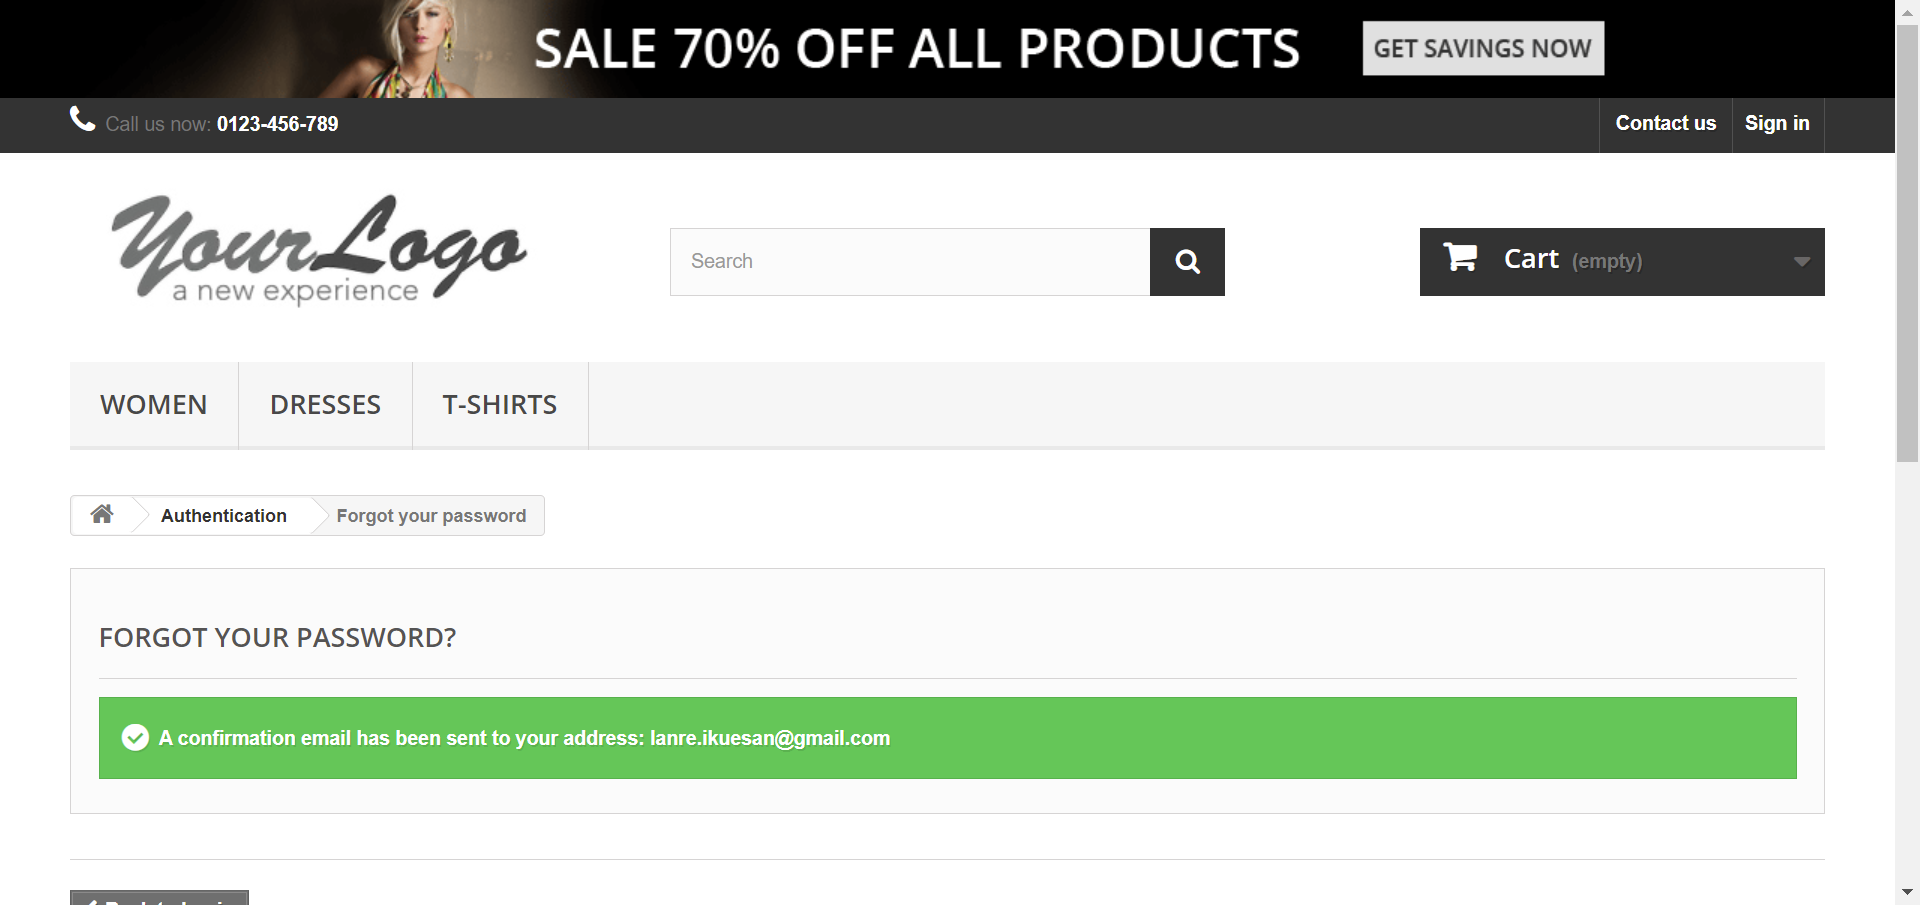 SALE 70% OFF ALL PRODUCTS
GET SAVINGS NOW
Call us now: 0123-456-789
Contact us
Sign in
YourLogo
a new experience
Search
Cart (empty)
WOMEN
DRESSES
T-SHIRTS
Authentication
Forgot your password
FORGOT YOUR PASSWORD?
A confirmation email has been sent to your address: lanre.ikuesan@gmail.com